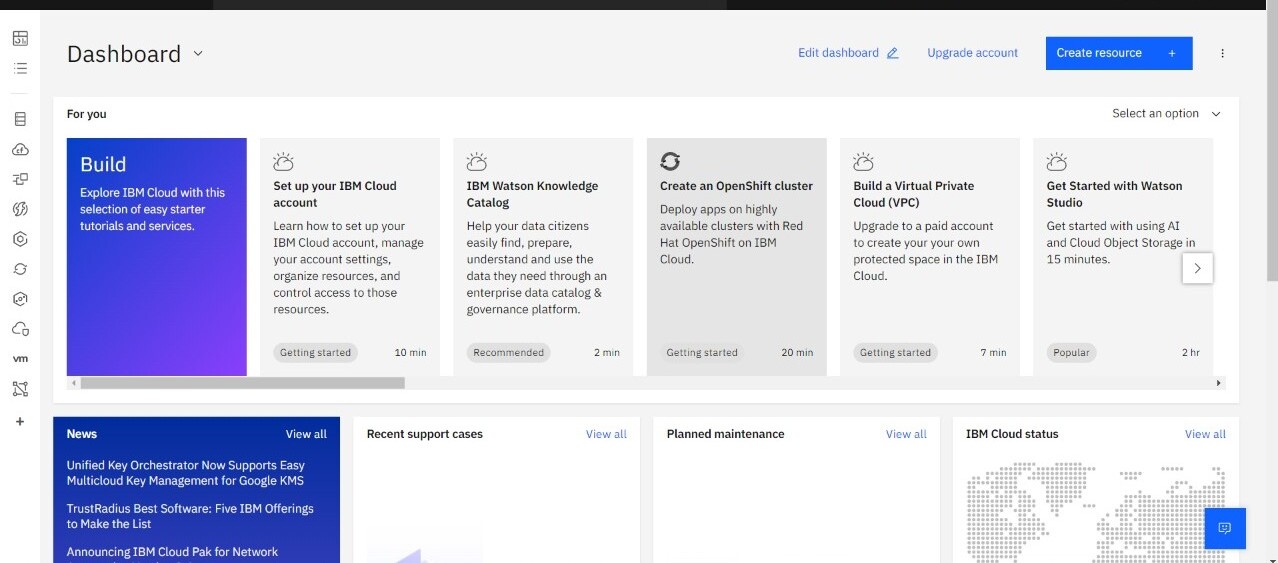 Dashboard
Edit dashboard
Upgrade account
Create resource +
For you
Select an option
Build
Explore IBM Cloud with this
selection of easy starter
tutorials and services.
Set up your IBM Cloud
account
Learn how to set up your
IBM Cloud account, manage
your account settings,
organize resources, and
control access to those
resources.
Getting started
10 min
IBM Watson Knowledge
Catalog
Help your data citizens
easily find, prepare,
understand and use the
data they need through an
enterprise data catalog &
governance platform.
Recommended
2 min
Create an OpenShift cluster
Deploy apps on highly
available clusters with Red
Hat OpenShift on IBM
Cloud.
Getting started
20 min
Build a Virtual Private
Cloud (VPC)
Upgrade to a paid account
to create your your own
protected space in the IBM
Cloud.
Getting started
7 min
Get Started with Watson
Studio
Get started with using AI
and Cloud Object Storage in
15 minutes.
Popular
2 hr
vm
News
View all
Unified Key Orchestrator Now Supports Easy
Multicloud Key Management for Google KMS
TrustRadius Best Software: Five IBM Offerings
to Make the List
Announcing IBM Cloud Pak for Network
Recent support cases
View all
Planned maintenance
View all
IBM Cloud status
View all